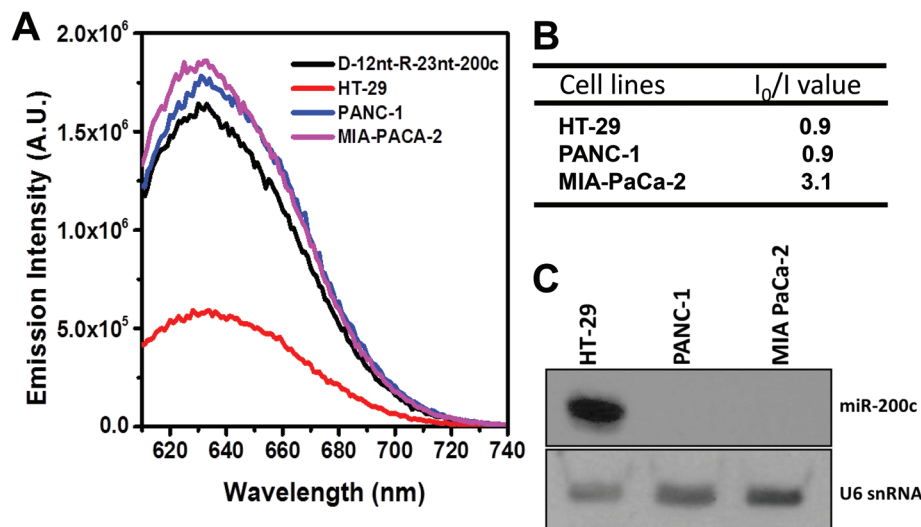 A
2.0x10⁶
1.5x10⁶
1.0x10⁶
5.0x10⁵
0.0
Emission Intensity (A.U.)
D-12nt-R-23nt-200c
HT-29
PANC-1
MIA-PACA-2
620 640 660 680 700 720 740
Wavelength (nm)
B
Cell lines I₀/I value
HT-29 0.9
PANC-1 0.9
MIA-PaCa-2 3.1
C
HT-29
PANC-1
MIA PaCa-2
miR-200c
U6 snRNA